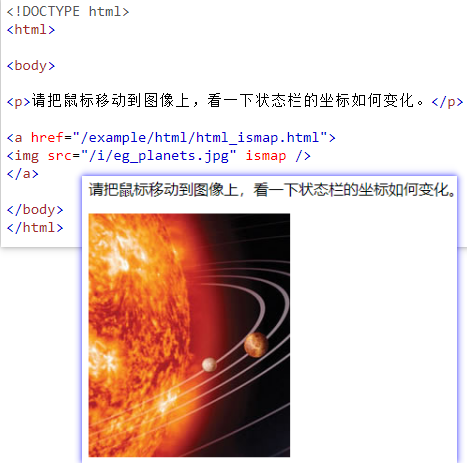 <!DOCTYPE html>
<html>
<body>
<p>请把鼠标移动到图像上，看一下状态栏的坐标如何变化。</p>
<a href="/example/html/html_ismap.html">
<img src="/i/eg_planets.jpg" ismap />
</a>
</body>
</html>
请把鼠标移动到图像上，看一下状态栏的坐标如何变化。